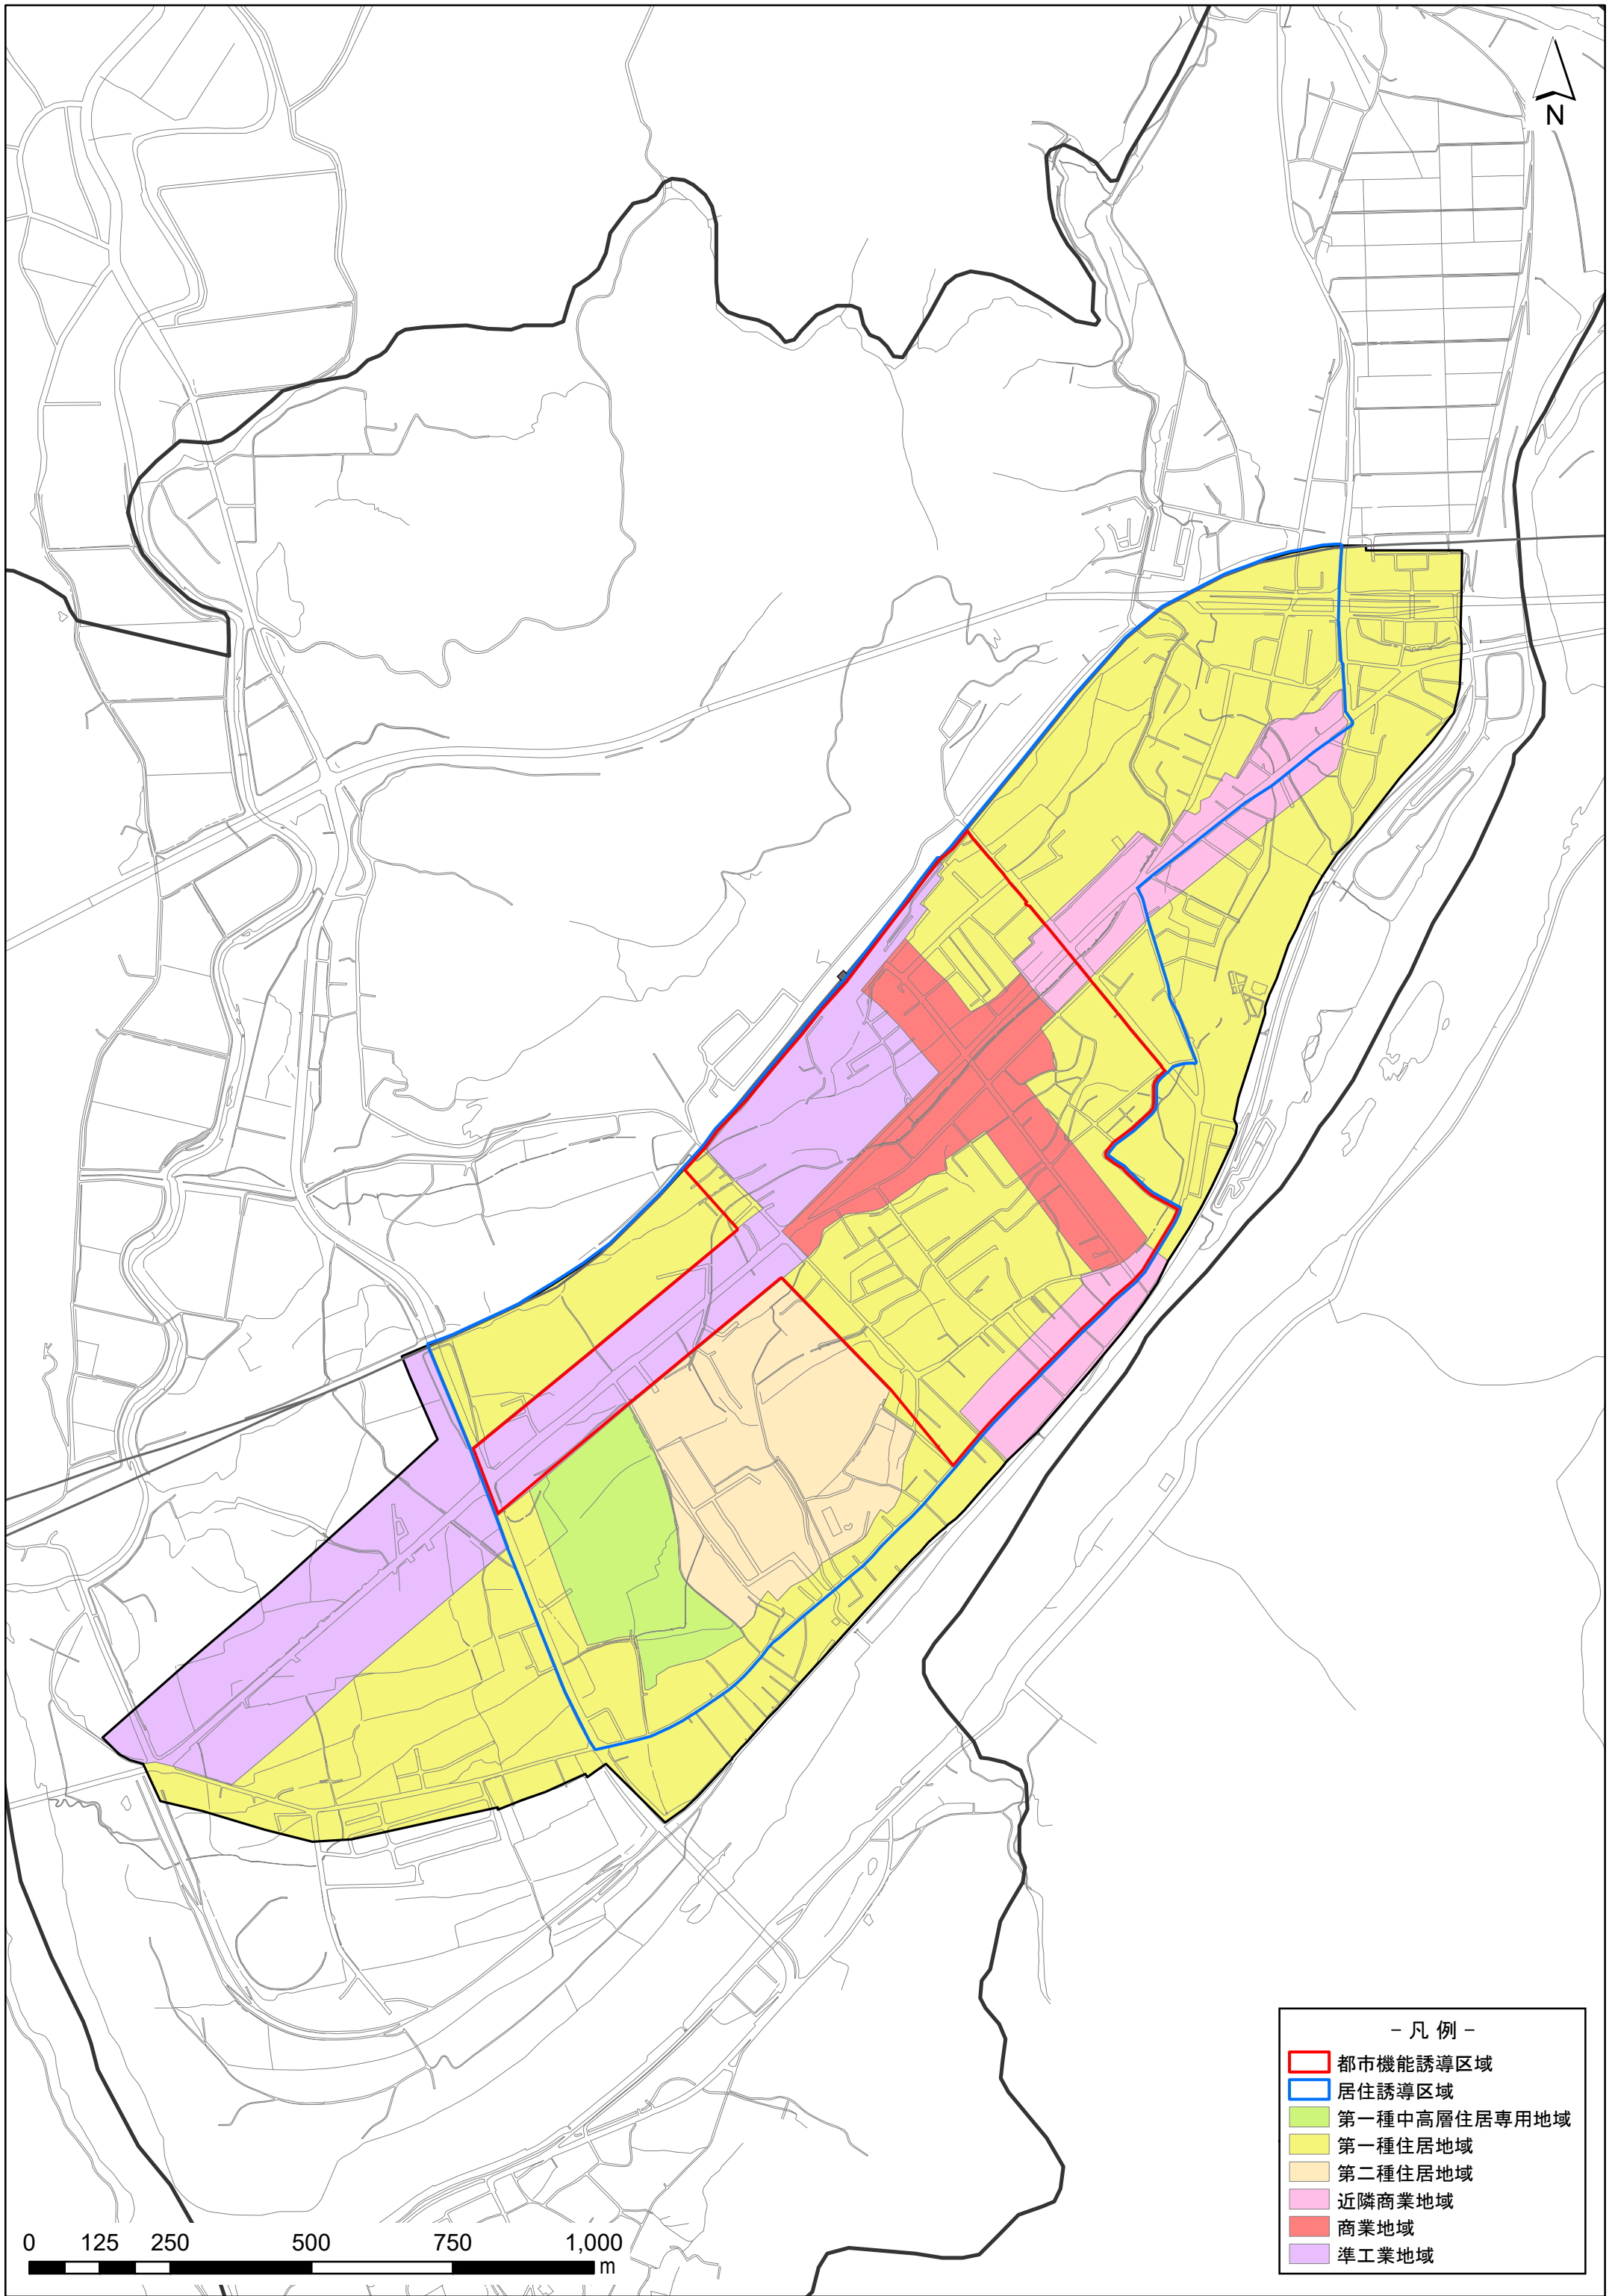 N
- 凡 例 -
都市機能誘導区域
居住誘導区域
第一種中高層住居専用地域
第一種住居地域
第二種住居地域
近隣商業地域
商業地域
準工業地域
0 125 250 500 750 1,000
m